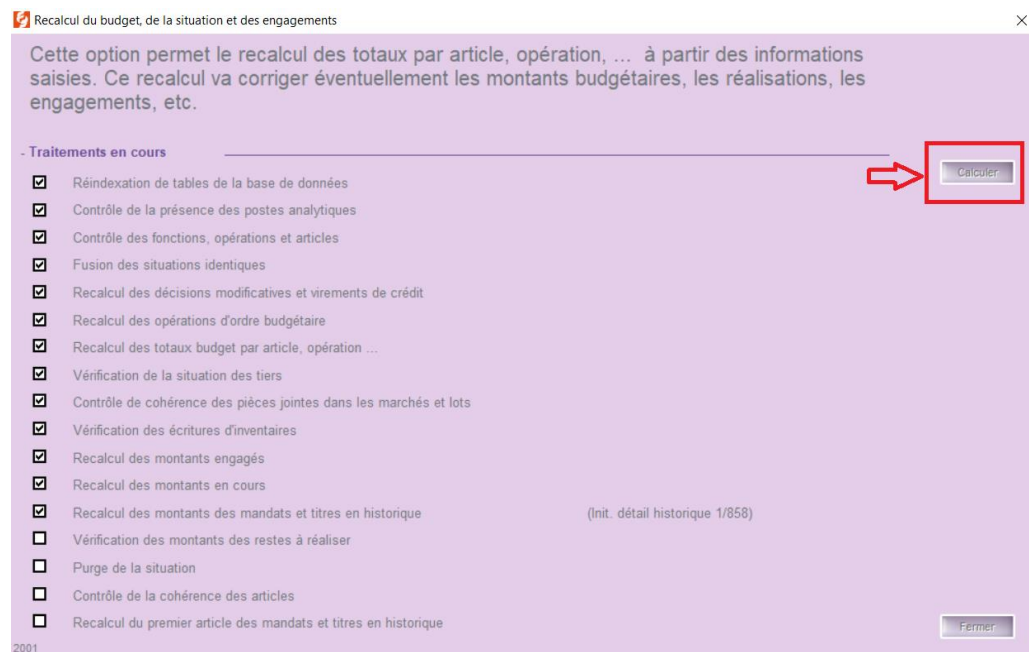 Recalcul du budget, de la situation et des engagements
Cette option permet le recalcul des totaux par article, opération, ... à partir des informations
saisies. Ce recalcul va corriger éventuellement les montants budgétaires, les réalisations, les
engagements, etc.
- Traitements en cours
Calculer
Réindexation de tables de la base de données
Contrôle de la présence des postes analytiques
Contrôle des fonctions, opérations et articles
Fusion des situations identiques
Recalcul des décisions modificatives et virements de crédit
Recalcul des opérations d'ordre budgétaire
Recalcul des totaux budget par article, opération ...
Vérification de la situation des tiers
Contrôle de cohérence des pièces jointes dans les marchés et lots
Vérification des écritures d'inventaires
Recalcul des montants engagés
Recalcul des montants en cours
Recalcul des montants des mandats et titres en historique (Init. détail historique 1/858)
Vérification des montants des restes à réaliser
Purge de la situation
Contrôle de la cohérence des articles
Recalcul du premier article des mandats et titres en historique
Fermer
2001